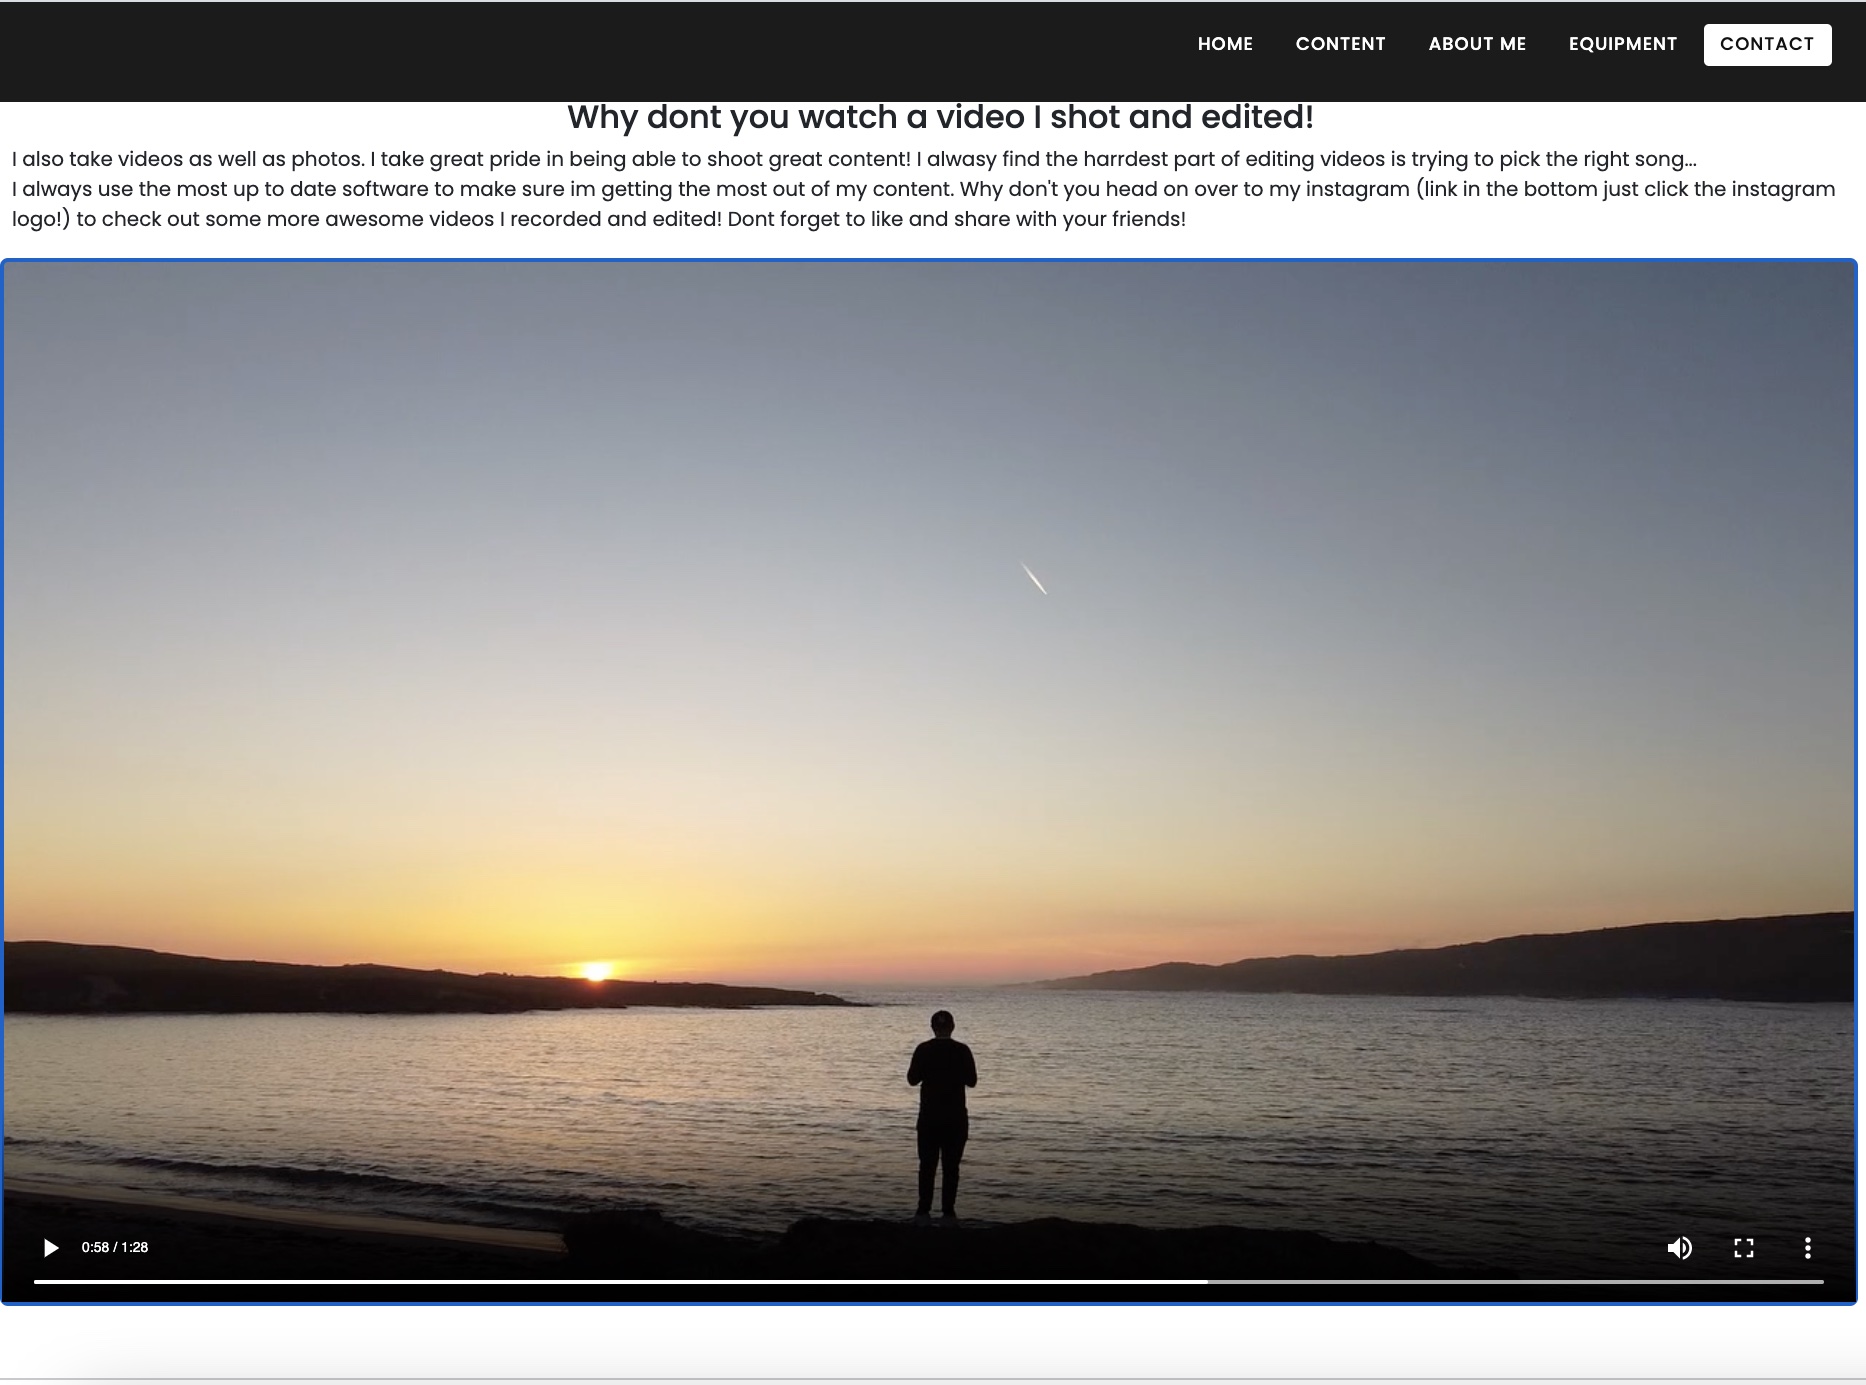 HOME CONTENT ABOUT ME EQUIPMENT CONTACT
Why dont you watch a video I shot and edited!
I also take videos as well as photos. I take great pride in being able to shoot great content! I alwasy find the harrdest part of editing videos is trying to pick the right song...
I always use the most up to date software to make sure im getting the most out of my content. Why don't you head on over to my instagram (link in the bottom just click the instagram
logo!) to check out some more awesome videos I recorded and edited! Dont forget to like and share with your friends!
0:58 / 1:28